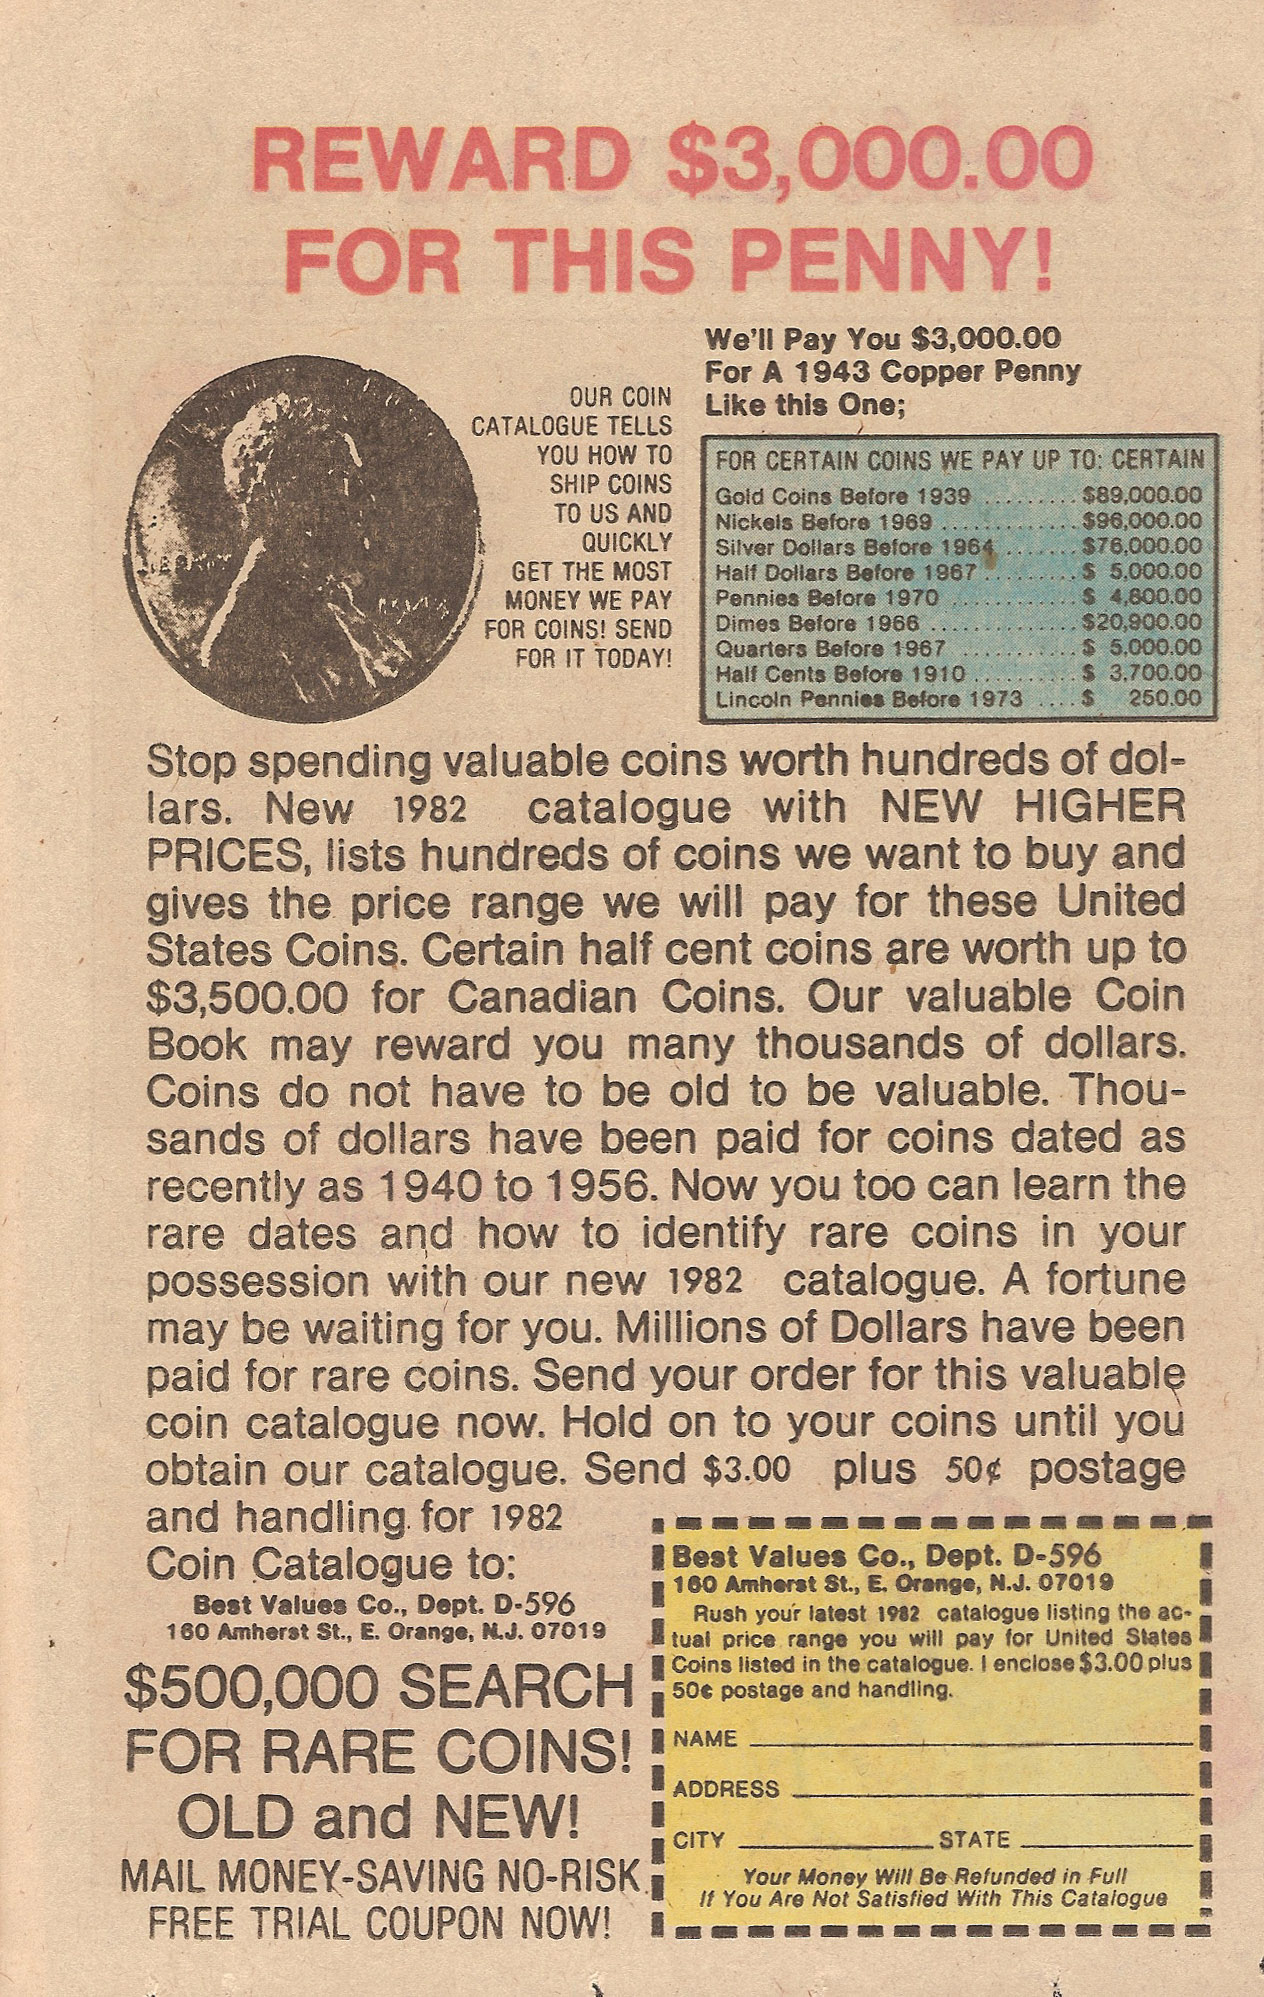 REWARD $3,000.00
FOR THIS PENNY!
OUR COIN
CATALOGUE TELLS
YOU HOW TO
SHIP COINS
TO US AND
QUICKLY
GET THE MOST
MONEY WE PAY
FOR COINS! SEND
FOR IT TODAY!
We'll Pay You $3,000.00
For A 1943 Copper Penny
Like this One;
FOR CERTAIN COINS WE PAY UP TO: CERTAIN
Gold Coins Before 1939 ......... $89,000.00
Nickels Before 1969 ............. $96,000.00
Silver Dollars Before 1964 ....... $76,000.00
Half Dollars Before 1967 ......... $ 5,000.00
Pennies Before 1970 ............ $ 4,600.00
Dimes Before 1966 .............. $20,900.00
Quarters Before 1967 ........... $ 5,000.00
Half Cents Before 1910 .......... $ 3,700.00
Lincoln Pennies Before 1973 .... $ 250.00
Stop spending valuable coins worth hundreds of dol-
lars. New 1982 catalogue with NEW HIGHER
PRICES, lists hundreds of coins we want to buy and
gives the price range we will pay for these United
States Coins. Certain half cent coins are worth up to
$3,500.00 for Canadian Coins. Our valuable Coin
Book may reward you many thousands of dollars.
Coins do not have to be old to be valuable. Thou-
sands of dollars have been paid for coins dated as
recently as 1940 to 1956. Now you too can learn the
rare dates and how to identify rare coins in your
possession with our new 1982 catalogue. A fortune
may be waiting for you. Millions of Dollars have been
paid for rare coins. Send your order for this valuable
coin catalogue now. Hold on to your coins until you
obtain our catalogue. Send $3.00 plus 50¢ postage
and handling for 1982
Coin Catalogue to:
Best Values Co., Dept. D-596
160 Amherst St., E. Orange, N.J. 07019
$500,000 SEARCH
FOR RARE COINS!
OLD and NEW!
MAIL MONEY-SAVING NO-RISK
FREE TRIAL COUPON NOW!
Best Values Co., Dept. D-596
160 Amherst St., E. Orange, N.J. 07019
Rush your latest 1982 catalogue listing the ac-
tual price range you will pay for United States
Coins listed in the catalogue. I enclose $3.00 plus
50¢ postage and handling.
NAME
ADDRESS
CITY STATE
Your Money Will Be Refunded in Full
If You Are Not Satisfied With This Catalogue